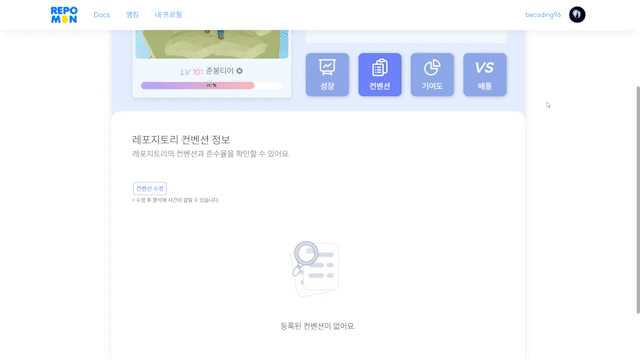 REPO
MON
Docs
랭킹
내 프로필
becoding96
LV 101 준봉티어
80%
성장
컨벤션
기여도
VS
배틀
레포지토리 컨벤션 정보
레포지토리의 컨벤션과 준수율을 확인할 수 있어요.
컨벤션 수정
* 수정 후 분석에 시간이 걸릴 수 있습니다.
등록된 컨벤션이 없어요.